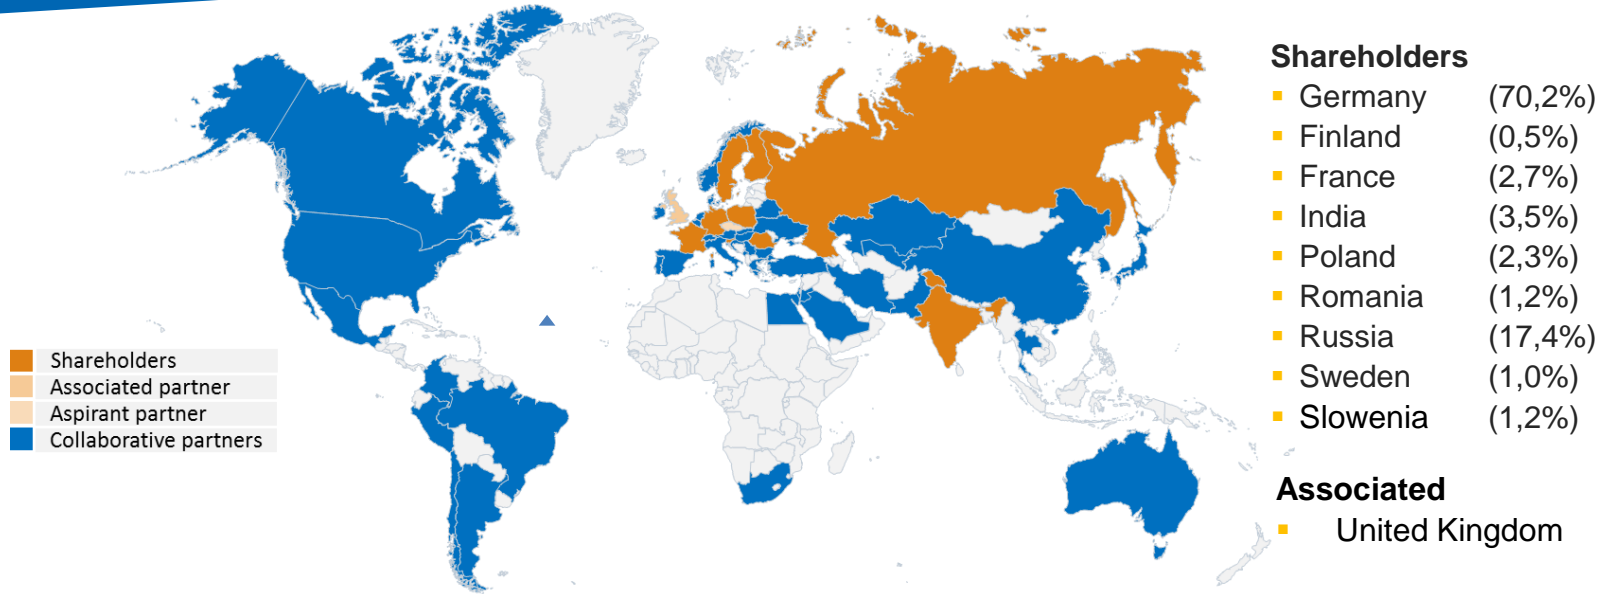 Shareholders
Germany (70,2%)
Finland (0,5%)
France (2,7%)
India (3,5%)
Poland (2,3%)
Romania (1,2%)
Russia (17,4%)
Sweden (1,0%)
Slowenia (1,2%)
Associated
United Kingdom
Shareholders
Associated partner
Aspirant partner
Collaborative partners